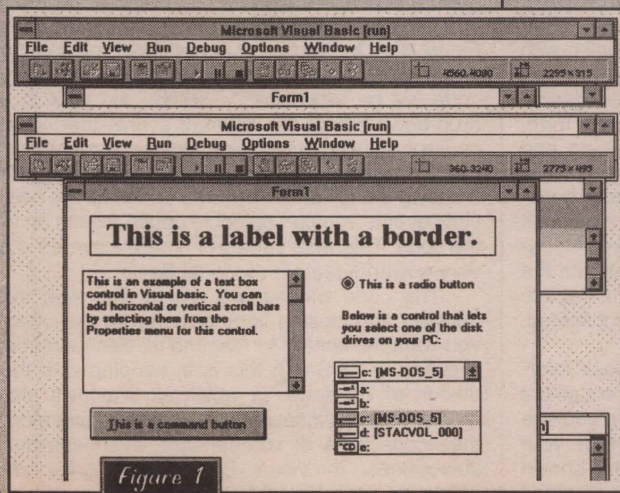 Microsoft Visual Basic [run]
File Edit View Run Debug Options Window Help
4560,4080 2295×315
Form1
Microsoft Visual Basic [run]
File Edit View Run Debug Options Window Help
360,3240 2775×495
Form1
This is a label with a border.
This is an example of a text box
control in Visual basic. You can
add horizontal or vertical scroll bars
by selecting them from the
Properties menu for this control.
This is a radio button
Below is a control that lets
you select one of the disk
drives on your PC:
c: [MS-DOS_5]
a:
b:
c: [MS-DOS_5]
d: [STACVOL_000]
e:
This is a command button
Figure 1